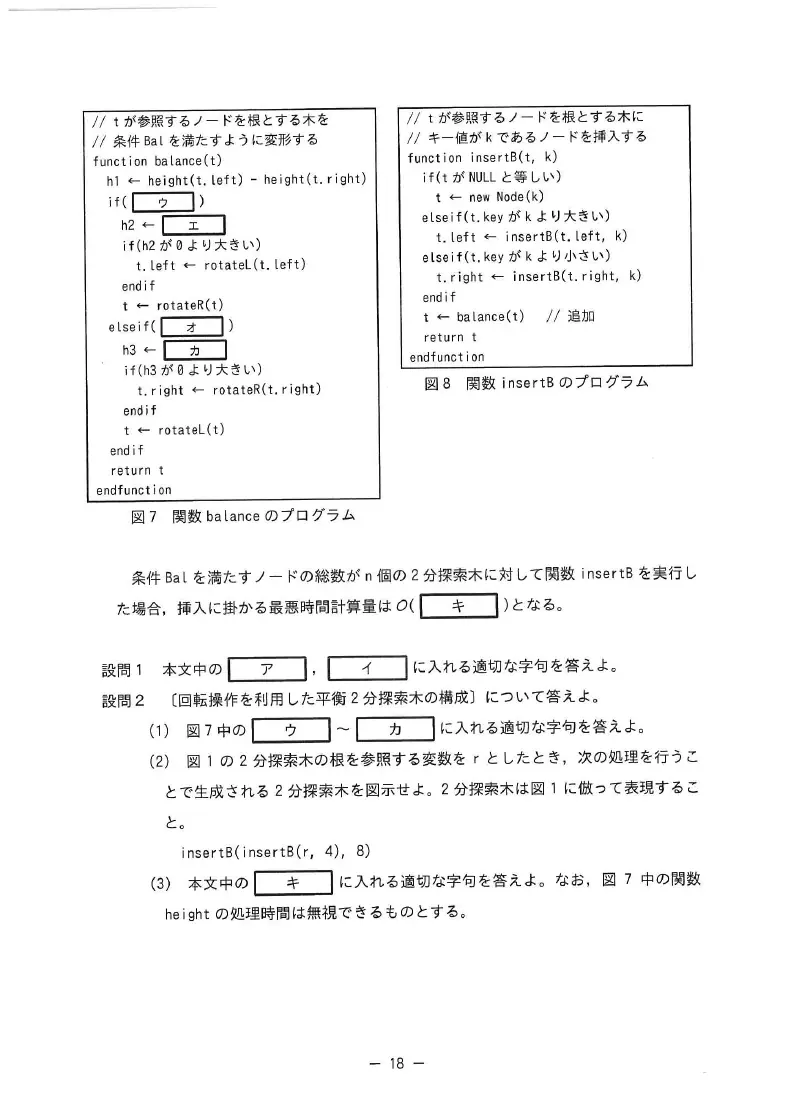 // t が参照するノードを根とする木を
// 条件 Bal を満たすように変形する
function balance(t)
h1 ← height(t.left) - height(t.right)
if( ウ )
h2 ← エ
if(h2 が 0 より大きい)
t.left ← rotateL(t.left)
endif
t ← rotateR(t)
elseif( オ )
h3 ← カ
if(h3 が 0 より大きい)
t.right ← rotateR(t.right)
endif
t ← rotateL(t)
endif
return t
endfunction
図7 関数 balance のプログラム
// t が参照するノードを根とする木に
// キー値が k であるノードを挿入する
function insertB(t, k)
if(t が NULL と等しい)
t ← new Node(k)
elseif(t.key が k より大きい)
t.left ← insertB(t.left, k)
elseif(t.key が k より小さい)
t.right ← insertB(t.right, k)
endif
t ← balance(t) // 追加
return t
endfunction
図8 関数 insertB のプログラム
条件 Bal を満たすノードの総数が n 個の2分探索木に対して関数 insertB を実行し
た場合,挿入に掛かる最悪時間計算量は O( キ )となる。
設問1 本文中の ア , イ に入れる適切な字句を答えよ。
設問2 〔回転操作を利用した平衡2分探索木の構成〕について答えよ。
(1) 図7中の ウ ~ カ に入れる適切な字句を答えよ。
(2) 図1の2分探索木の根を参照する変数を r としたとき,次の処理を行うこ
とで生成される2分探索木を図示せよ。2分探索木は図1に倣って表現するこ
と。
insertB(insertB(r, 4), 8)
(3) 本文中の キ に入れる適切な字句を答えよ。なお,図7中の関数
height の処理時間は無視できるものとする。
- 18 -